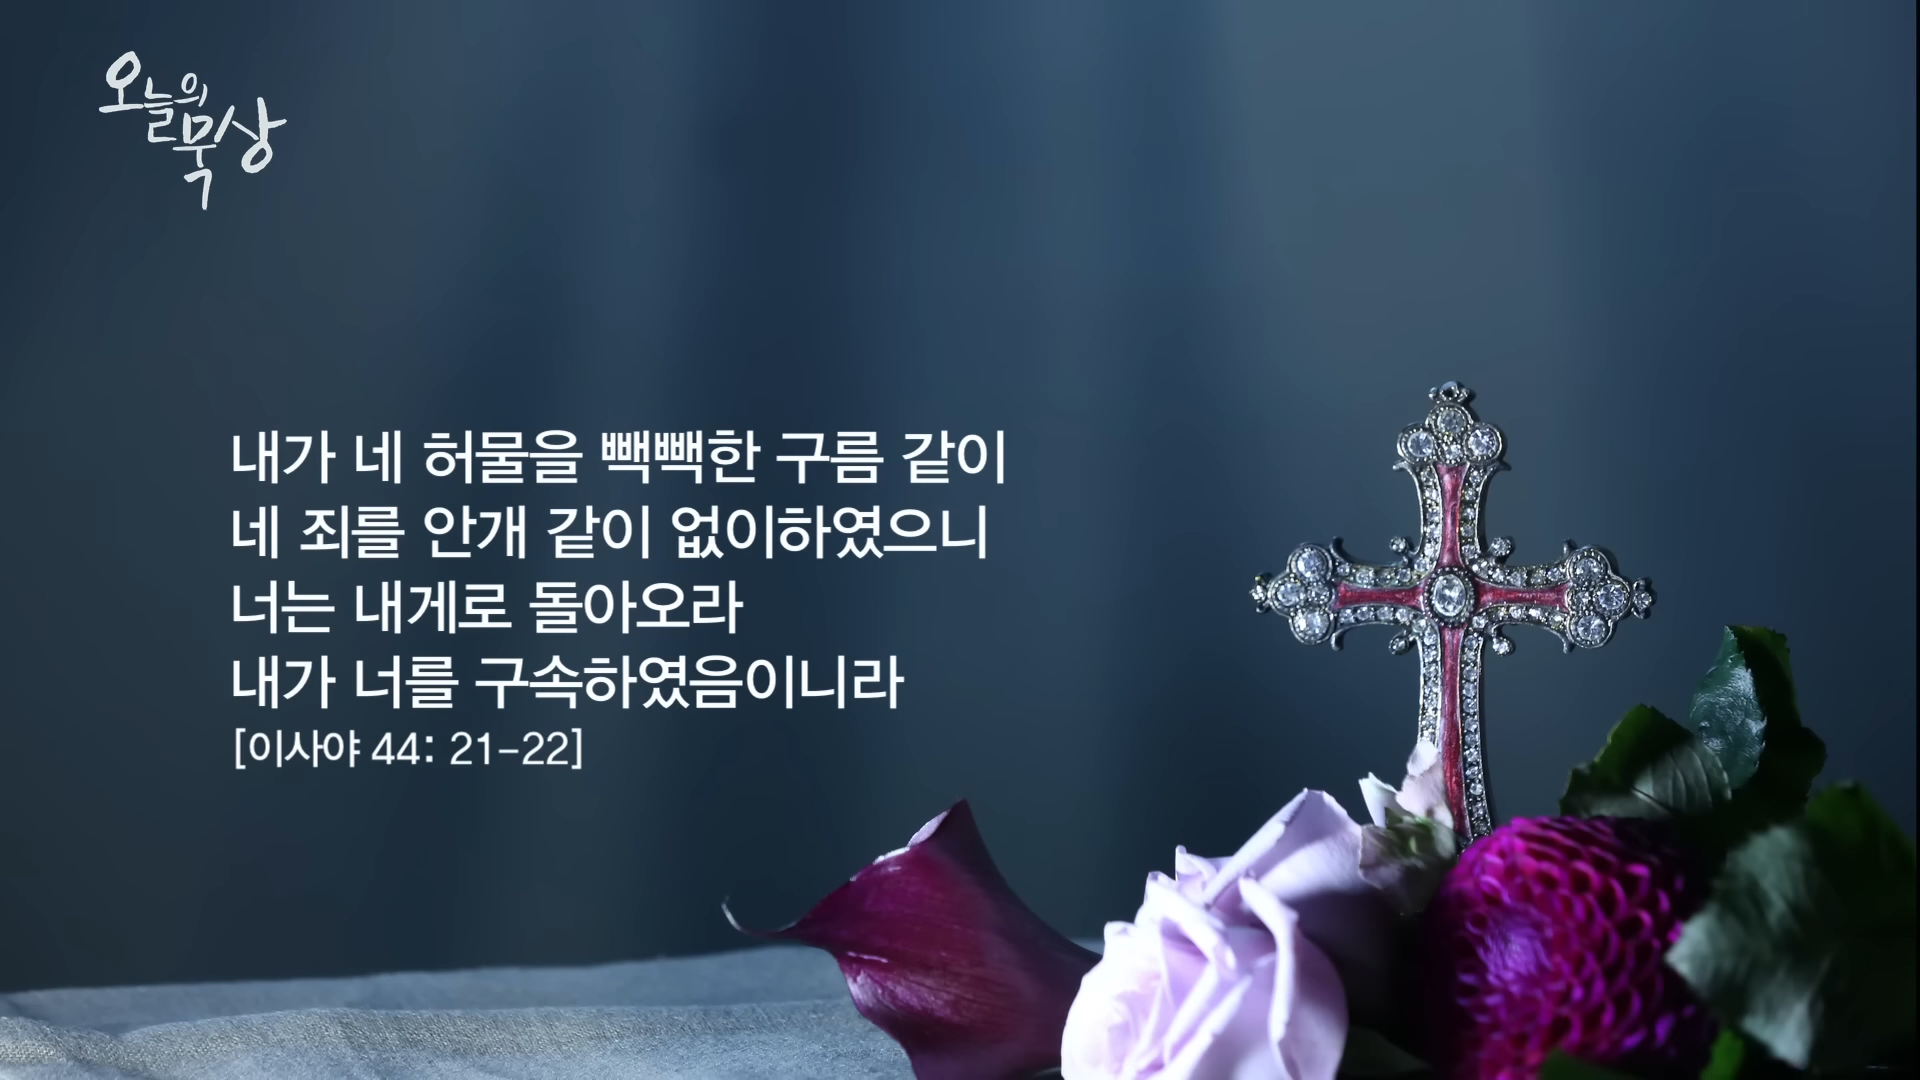 오늘의
묵상
내가 네 허물을 빽빽한 구름 같이
네 죄를 안개 같이 없이하였으니
너는 내게로 돌아오라
내가 너를 구속하였음이니라
[이사야 44: 21-22]